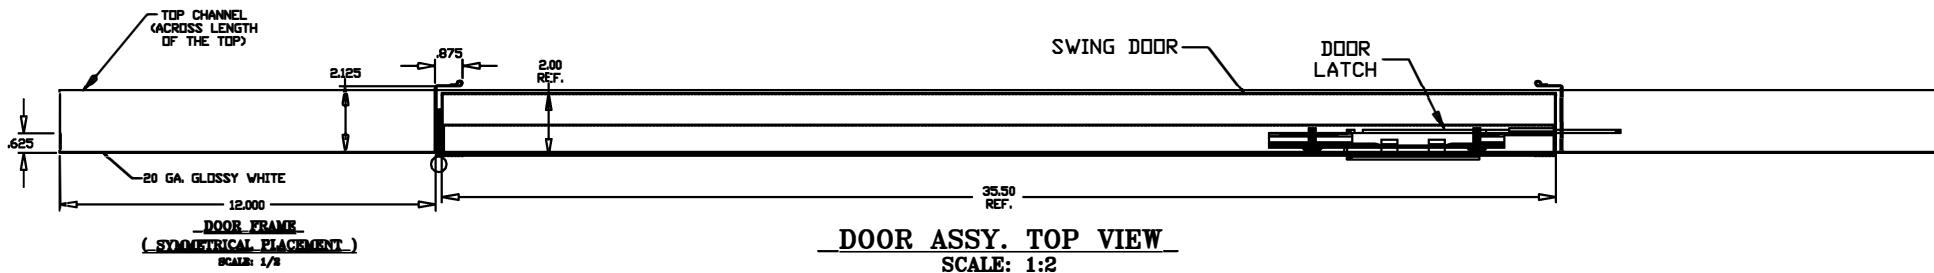 TOP CHANNEL
(ACROSS LENGTH
OF THE TOP)
.875
2.125
2.00
REF.
SWING DOOR
DOOR
LATCH
.625
20 GA. GLOSSY WHITE
12.000
35.50
REF.
DOOR FRAME
( SYMMETRICAL PLACEMENT )
SCALE: 1/2
DOOR ASSY. TOP VIEW
SCALE: 1:2